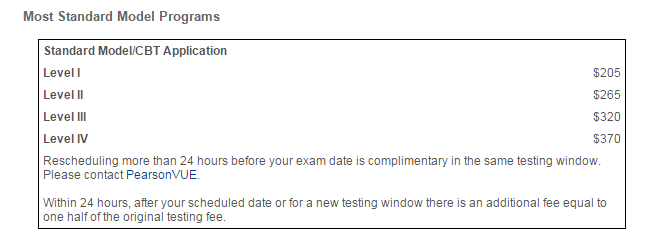 Most Standard Model Programs
Standard Model/CBT Application
Level I $205
Level II $265
Level III $320
Level IV $370
Rescheduling more than 24 hours before your exam date is complimentary in the same testing window.
Please contact PearsonVUE.
Within 24 hours, after your scheduled date or for a new testing window there is an additional fee equal to
one half of the original testing fee.